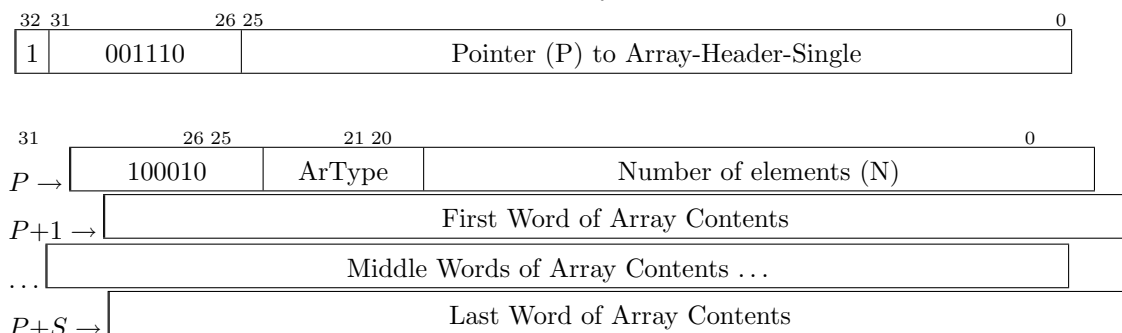 32 31 26 25 0
1 001110 Pointer (P) to Array-Header-Single
31 26 25 21 20 0
P → 100010 ArType Number of elements (N)
P+1 → First Word of Array Contents
... Middle Words of Array Contents ...
P+S → Last Word of Array Contents